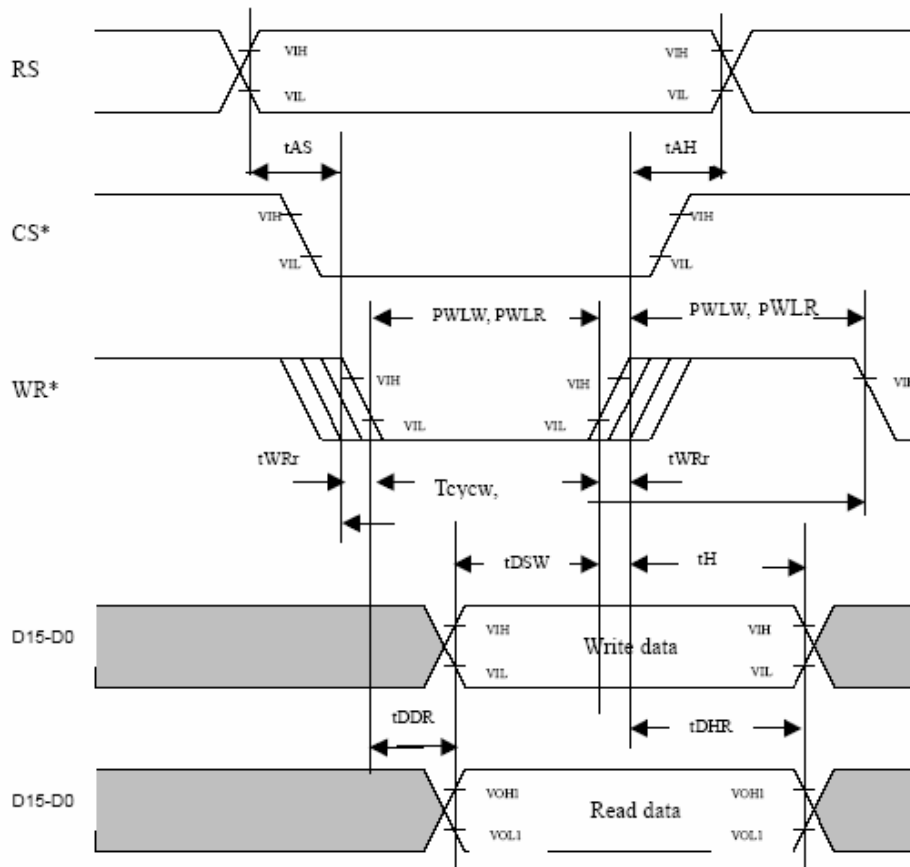 RS
VIH
VIH
VIL
VIL
tAS
tAH
CS*
VIH
VIH
VIL
VIL
PWLW, PWLR
PWLW, pWLR
WR*
VIH
VIH
VIL
VIL
tWRr
tWRr
Tcycw,
tDSW
tH
D15-D0
VIH
Write data
VIH
VIL
VIL
tDDR
tDHR
D15-D0
VOH1
Read data
VOH1
VOL1
VOL1